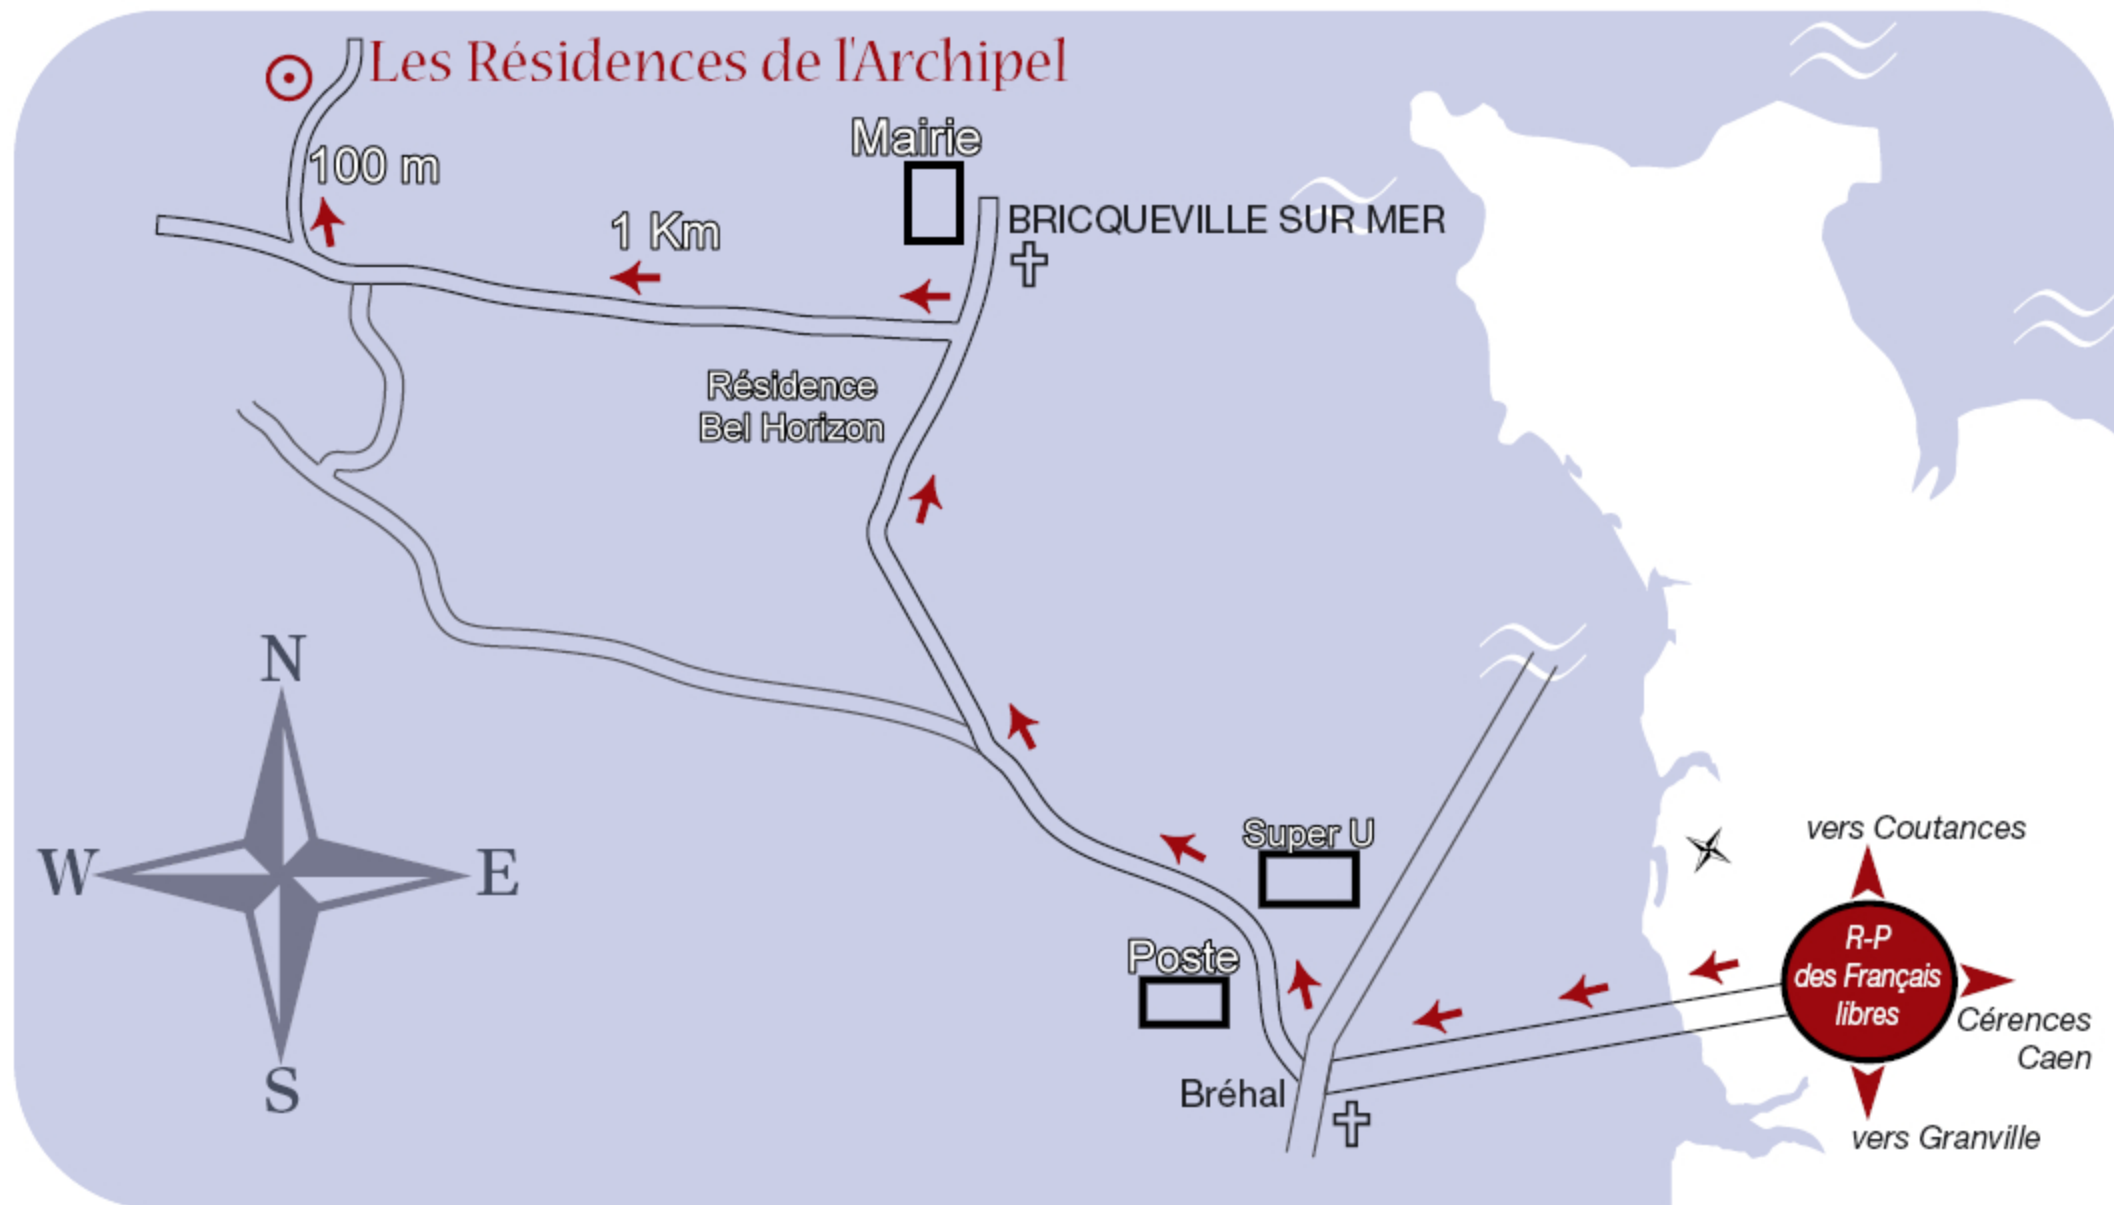 Les Résidences de l'Archipel
Mairie
100 m
BRICQUEVILLE SUR MER
1 Km
Résidence
Bel Horizon
N
W
E
S
Super U
vers Coutances
Poste
R-P
des Français
libres
Cérences
Caen
Bréhal
vers Granville